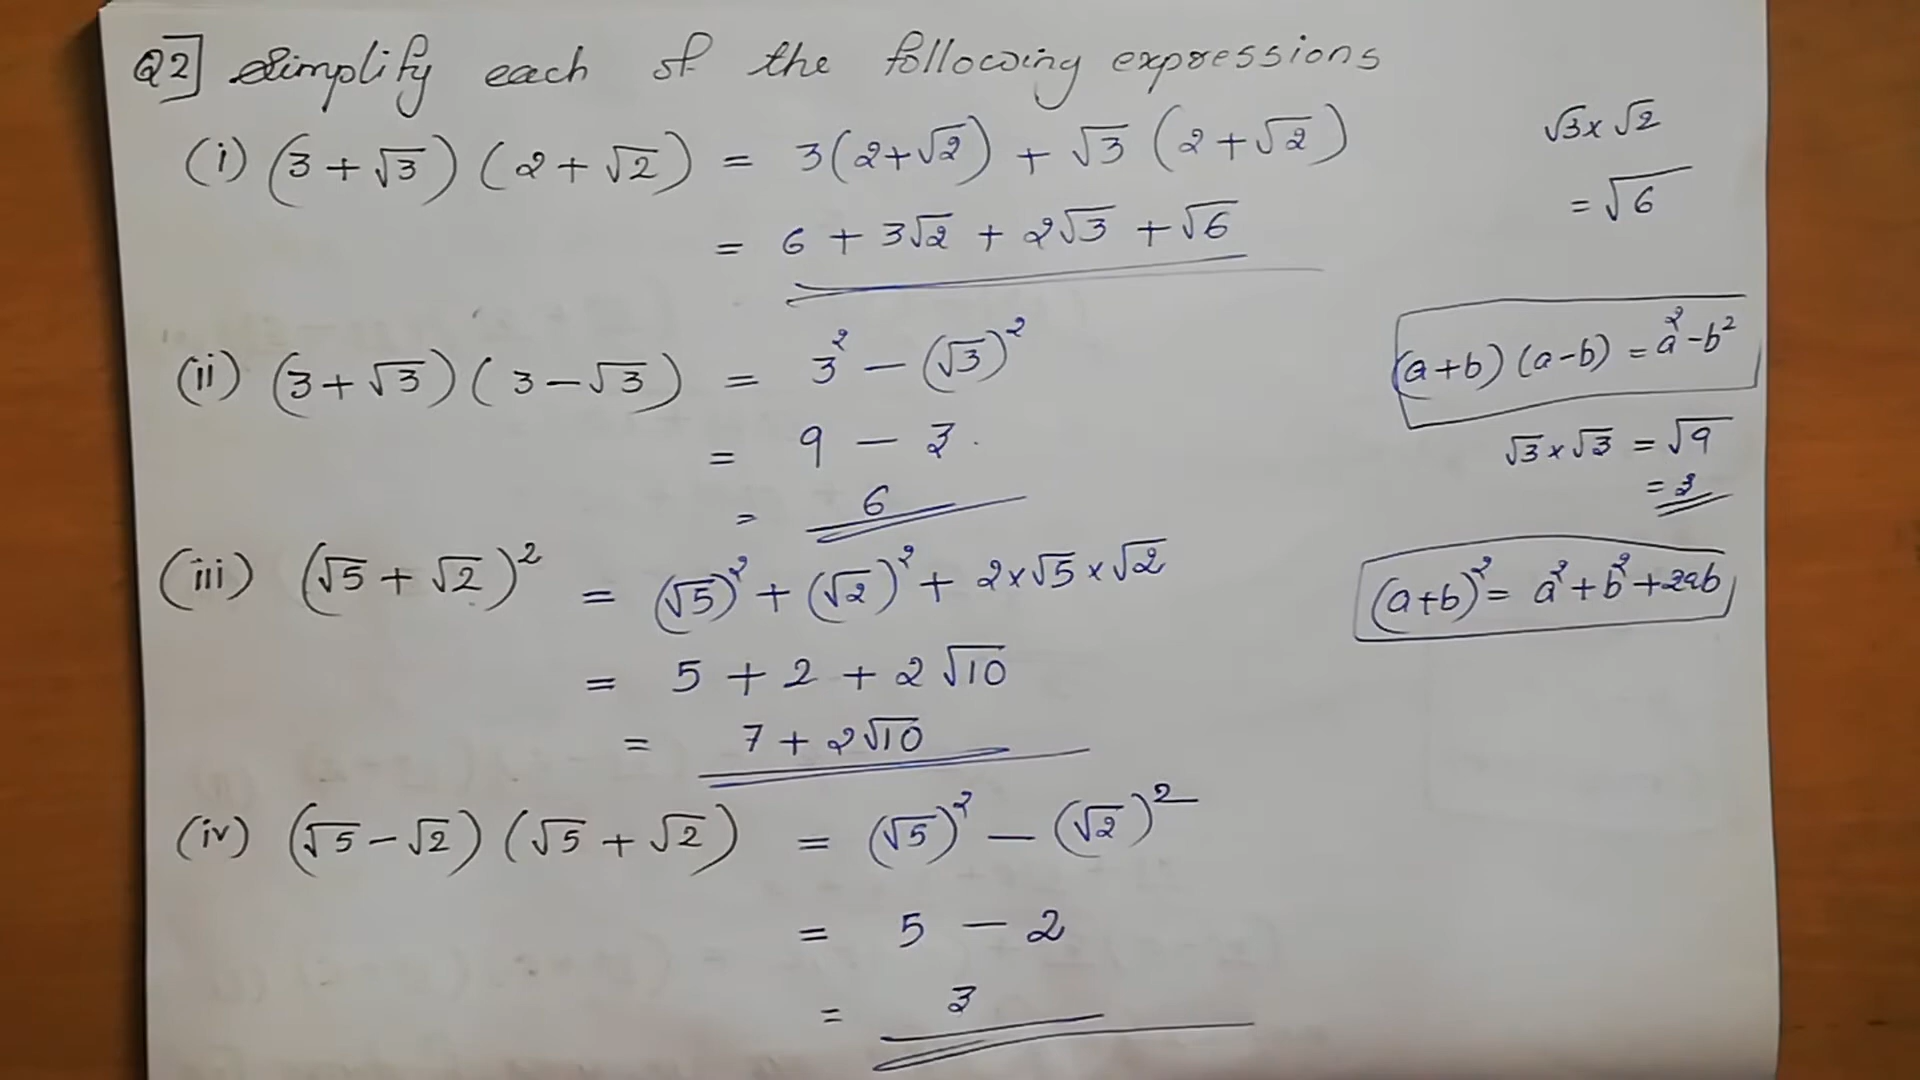 Q2] Simplify each of the following expressions
(i) (3 + √3) (2 + √2) = 3(2+√2) + √3 (2+√2)
= 6 + 3√2 + 2√3 + √6
√3 × √2
= √6
(ii) (3 + √3) (3 − √3) = 3² − (√3)²
= 9 − 3.
= 6
(a+b) (a−b) = a² − b²
√3 × √3 = √9
= 3
(iii) (√5 + √2)² = (√5)² + (√2)² + 2×√5×√2
= 5 + 2 + 2√10
= 7 + 2√10
(a+b)² = a² + b² + 2ab
(iv) (√5 − √2) (√5 + √2) = (√5)² − (√2)²
= 5 − 2
= 3